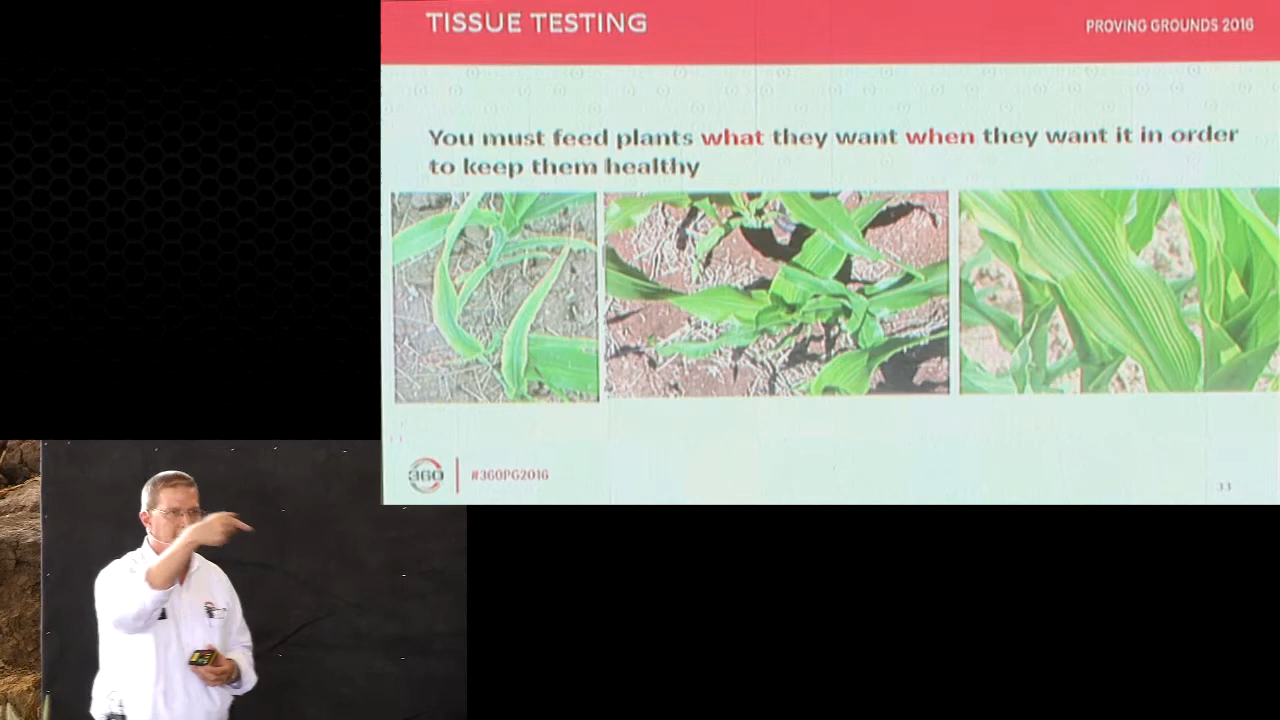 TISSUE TESTING
PROVING GROUNDS 2016
You must feed plants what they want when they want it in order
to keep them healthy
360
#360PG2016
33